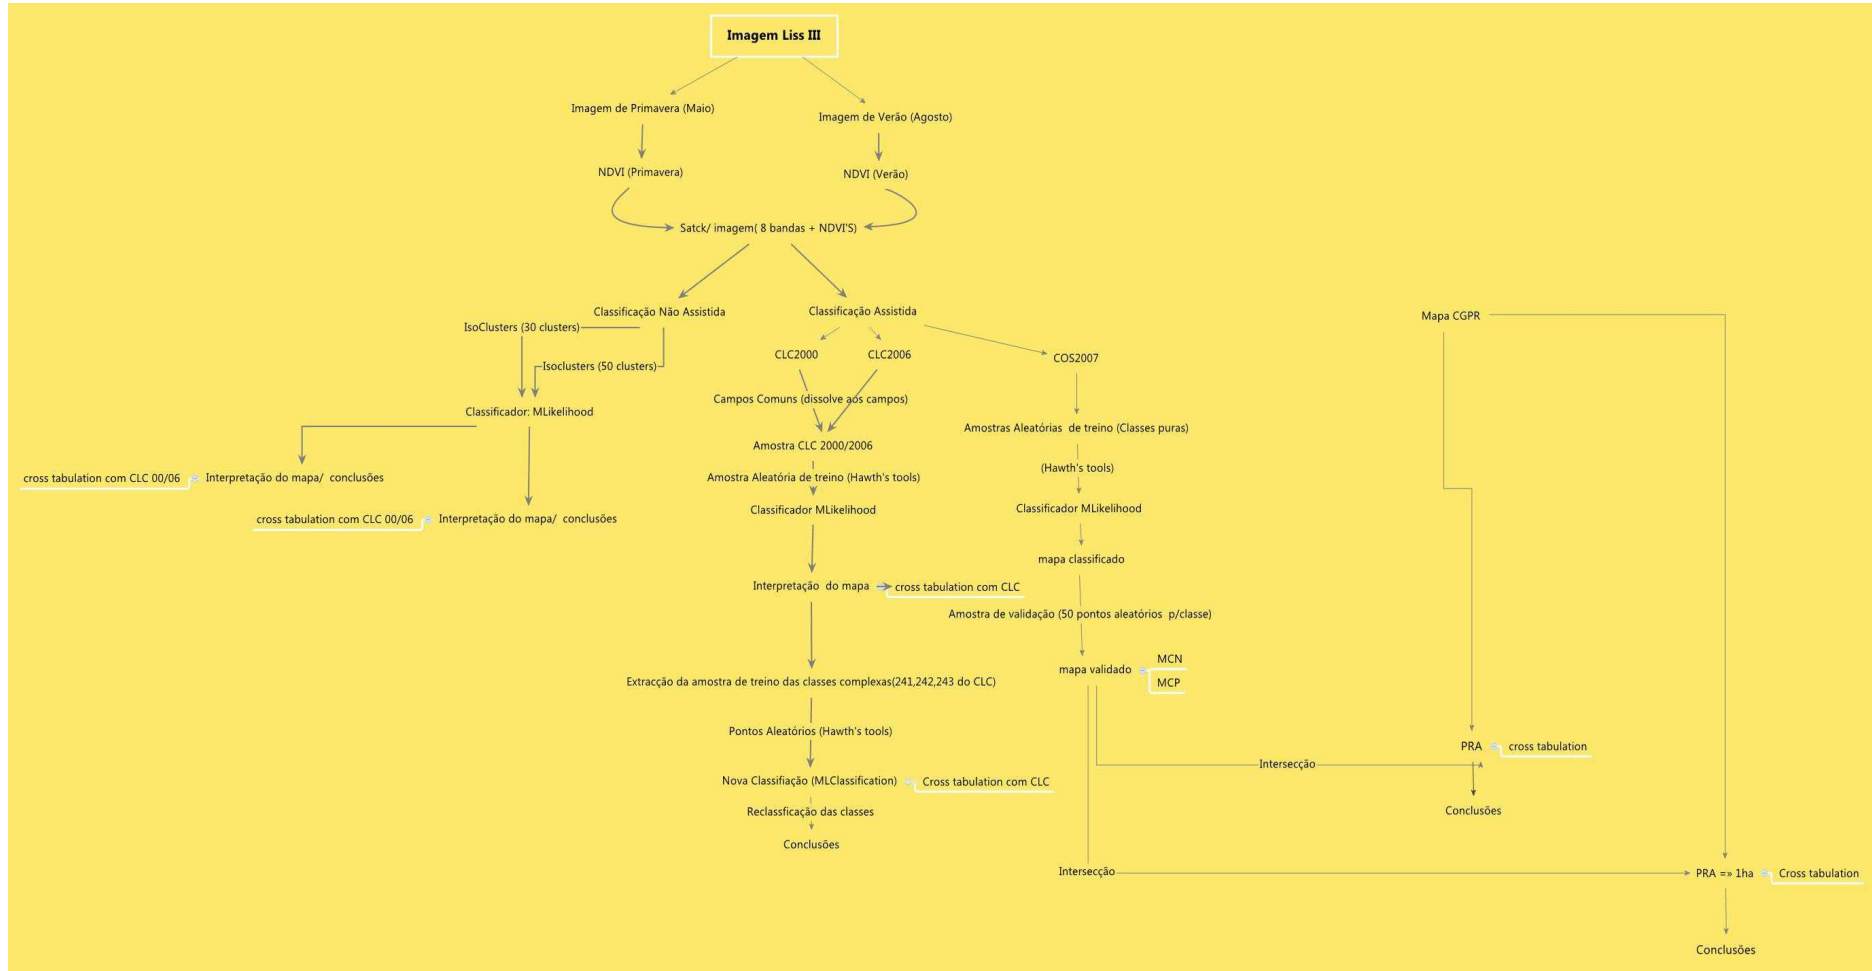 Imagem Liss III
Imagem de Primavera (Maio)
Imagem de Verão (Agosto)
NDVI (Primavera)
NDVI (Verão)
Satck/ imagem( 8 bandas + NDVI'S)
Classificação Não Assistida
Classificação Assistida
Mapa CGPR
IsoClusters (30 clusters)
Isoclusters (50 clusters)
CLC2000
CLC2006
COS2007
Classificador: MLikelihood
Campos Comuns (dissolve aos campos)
Amostras Aleatórias de treino (Classes puras)
Amostra CLC 2000/2006
(Hawth's tools)
cross tabulation com CLC 00/06
Interpretação do mapa/ conclusões
Amostra Aleatória de treino (Hawth's tools)
Classificador MLikelihood
Classificador MLikelihood
cross tabulation com CLC 00/06
Interpretação do mapa/ conclusões
mapa classificado
Interpretação do mapa
cross tabulation com CLC
Amostra de validação (50 pontos aleatórios p/classe)
mapa validado
MCN
MCP
Extracção da amostra de treino das classes complexas(241,242,243 do CLC)
Pontos Aleatórios (Hawth's tools)
PRA
cross tabulation
Intersecção
Nova Classifiação (MLClassification)
Cross tabulation com CLC
Reclassficação das classes
Conclusões
Conclusões
Intersecção
PRA =» 1ha
Cross tabulation
Conclusões